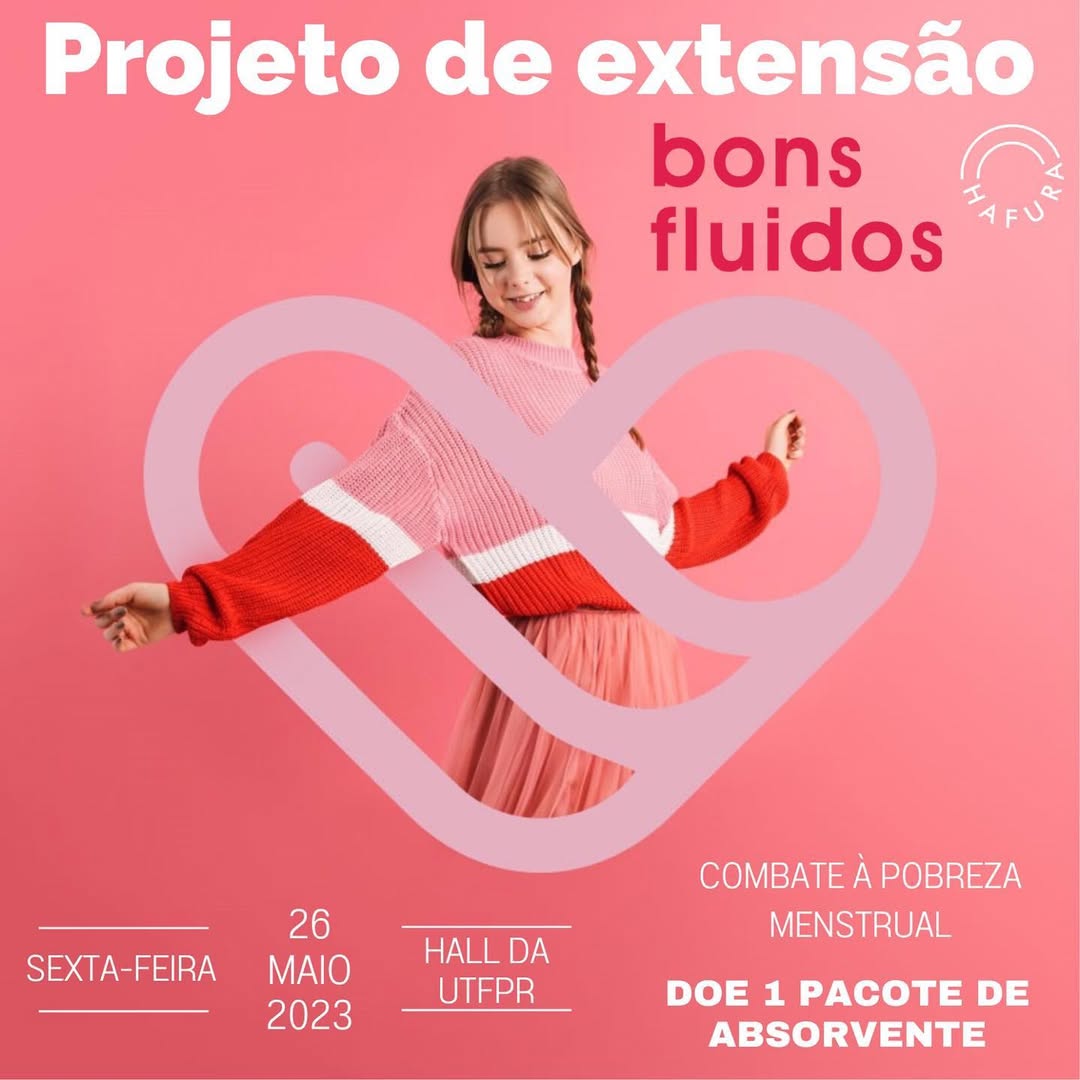 Projeto de extensão
bons
fluidos
HAFURA
COMBATE À POBREZA
MENSTRUAL
SEXTA-FEIRA
26
MAIO
2023
HALL DA
UTFPR
DOE 1 PACOTE DE
ABSORVENTE